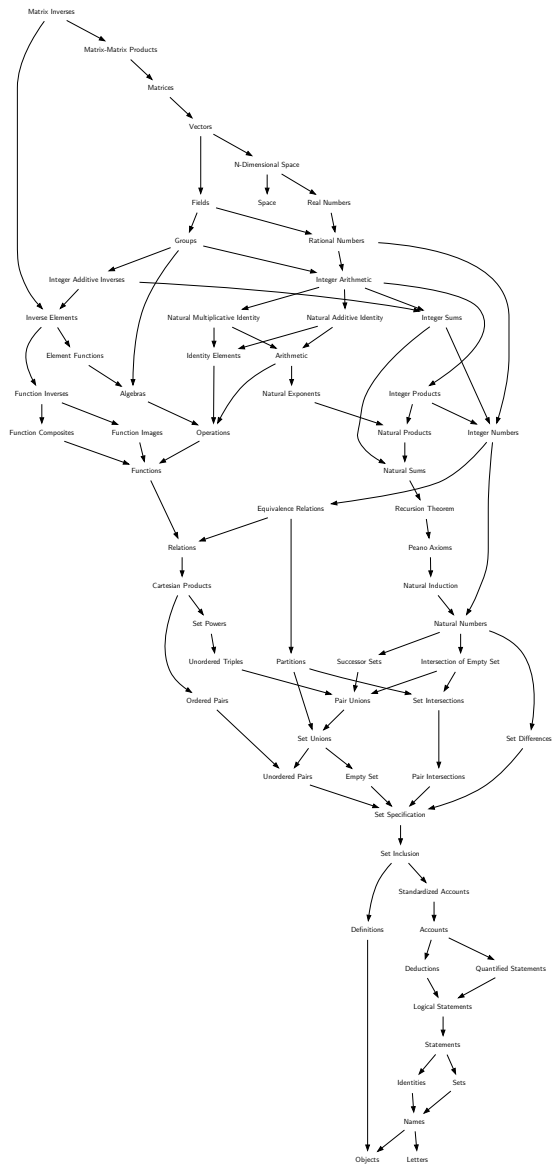 Matrix Inverses
Matrix-Matrix Products
Matrices
Vectors
N-Dimensional Space
Fields
Space
Real Numbers
Groups
Rational Numbers
Integer Additive Inverses
Integer Arithmetic
Inverse Elements
Natural Multiplicative Identity
Natural Additive Identity
Integer Sums
Element Functions
Identity Elements
Arithmetic
Function Inverses
Algebras
Natural Exponents
Integer Products
Function Composites
Function Images
Operations
Natural Products
Integer Numbers
Functions
Natural Sums
Equivalence Relations
Recursion Theorem
Relations
Peano Axioms
Cartesian Products
Natural Induction
Set Powers
Natural Numbers
Unordered Triples
Partitions
Successor Sets
Intersection of Empty Set
Ordered Pairs
Pair Unions
Set Intersections
Set Unions
Set Differences
Unordered Pairs
Empty Set
Pair Intersections
Set Specification
Set Inclusion
Standardized Accounts
Definitions
Accounts
Deductions
Quantified Statements
Logical Statements
Statements
Identities
Sets
Names
Objects
Letters